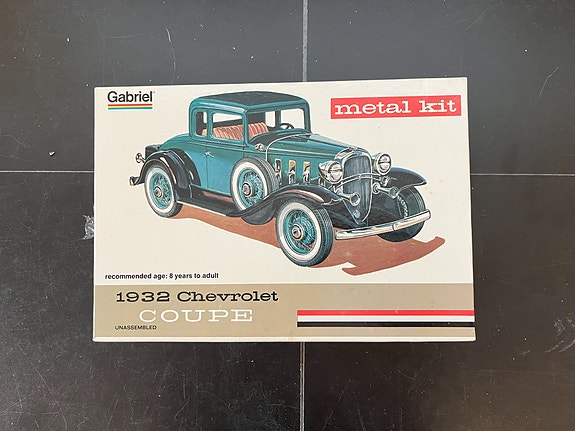 Gabriel
metal kit
recommended age: 8 years to adult
1932 Chevrolet
COUPE
UNASSEMBLED